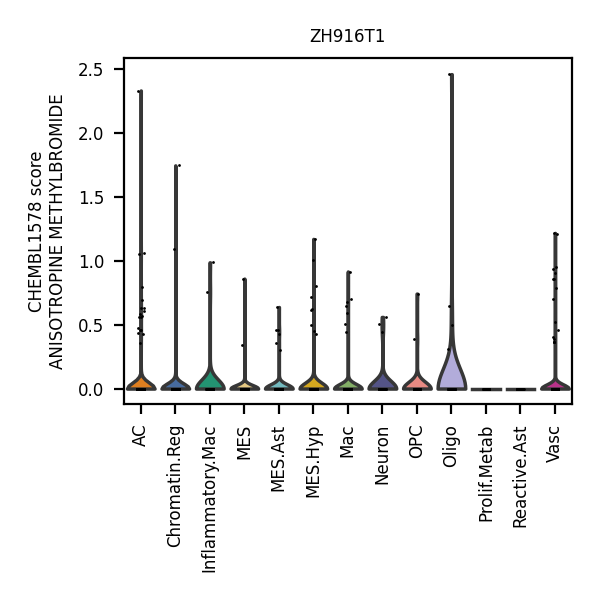 ZH916T1
CHEMBL1578 score
ANISOTROPINE METHYLBROMIDE
2.5
2.0
1.5
1.0
0.5
0.0
AC
Chromatin.Reg
Inflammatory.Mac
MES
MES.Ast
MES.Hyp
Mac
Neuron
OPC
Oligo
Prolif.Metab
Reactive.Ast
Vasc